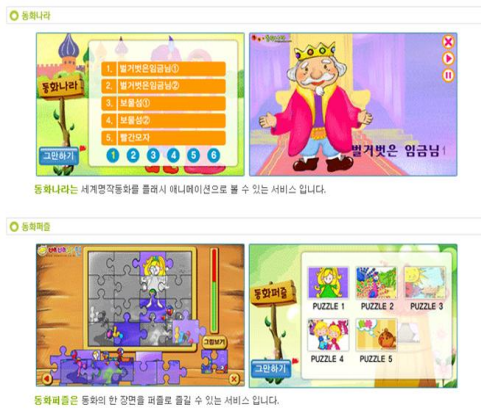 동화나라
동화나라
1. 벌거벗은임금님①
2. 벌거벗은임금님②
3. 보물섬①
4. 보물섬②
5. 빨간모자
그만하기
1 2 3 4 5 6
벌거벗은 임금님1
동화나라는 세계명작동화를 플래시 애니메이션으로 볼 수 있는 서비스 입니다.
동화퍼즐
그림보기
동화퍼즐
PUZZLE 1 PUZZLE 2 PUZZLE 3
PUZZLE 4 PUZZLE 5
그만하기
동화퍼즐은 동화의 한 장면을 퍼즐로 즐길 수 있는 서비스 입니다.